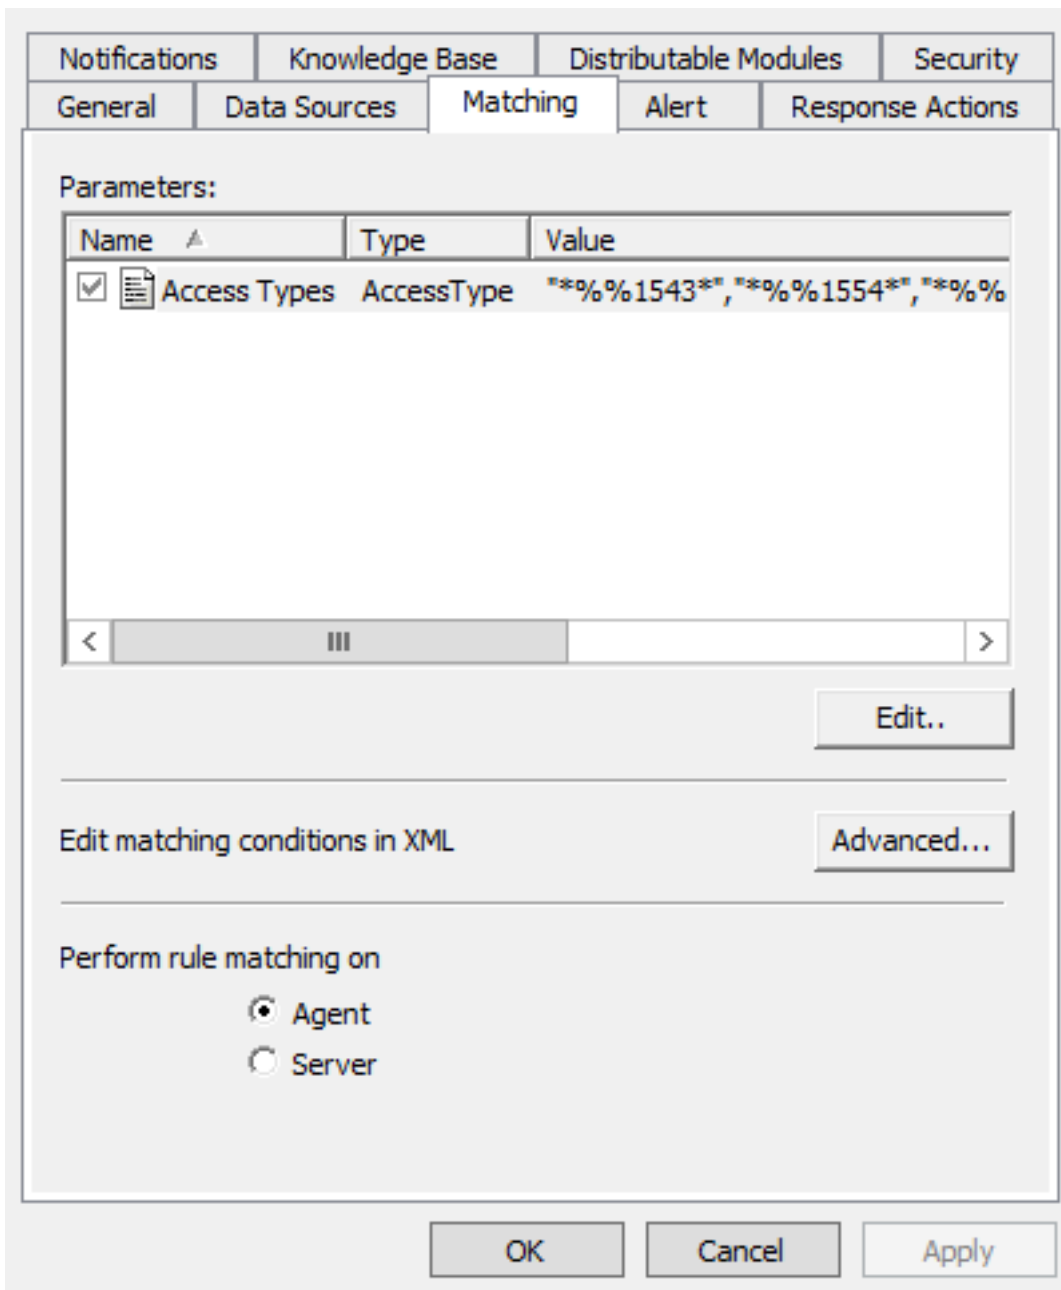 Notifications Knowledge Base Distributable Modules Security
General Data Sources Matching Alert Response Actions
Parameters:
Name Type Value
Access Types AccessType "*%%1543*","*%%1554*","*%%
Edit..
Edit matching conditions in XML Advanced...
Perform rule matching on
Agent
Server
OK Cancel Apply